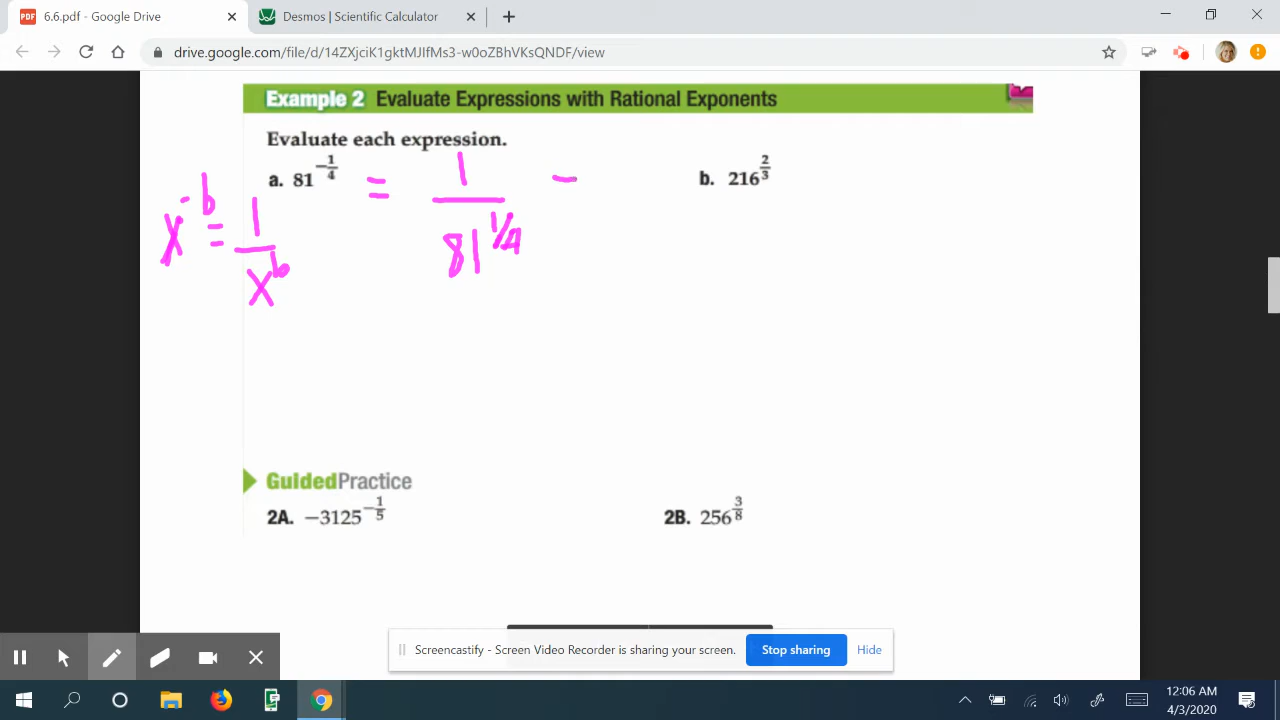 6.6.pdf - Google Drive
Desmos | Scientific Calculator
drive.google.com/file/d/14ZXjciK1gktMJIfMs3-w0oZBhVKsQNDF/view
Example 2 Evaluate Expressions with Rational Exponents
Evaluate each expression.
a. 81^{-1/4} = 1/81^{1/4} -
b. 216^{2/3}
x^{-b} = 1/x^b
GuidedPractice
2A. −3125^{-1/5}
2B. 256^{3/8}
Screencastify - Screen Video Recorder is sharing your screen. Stop sharing Hide
12:06 AM
4/3/2020